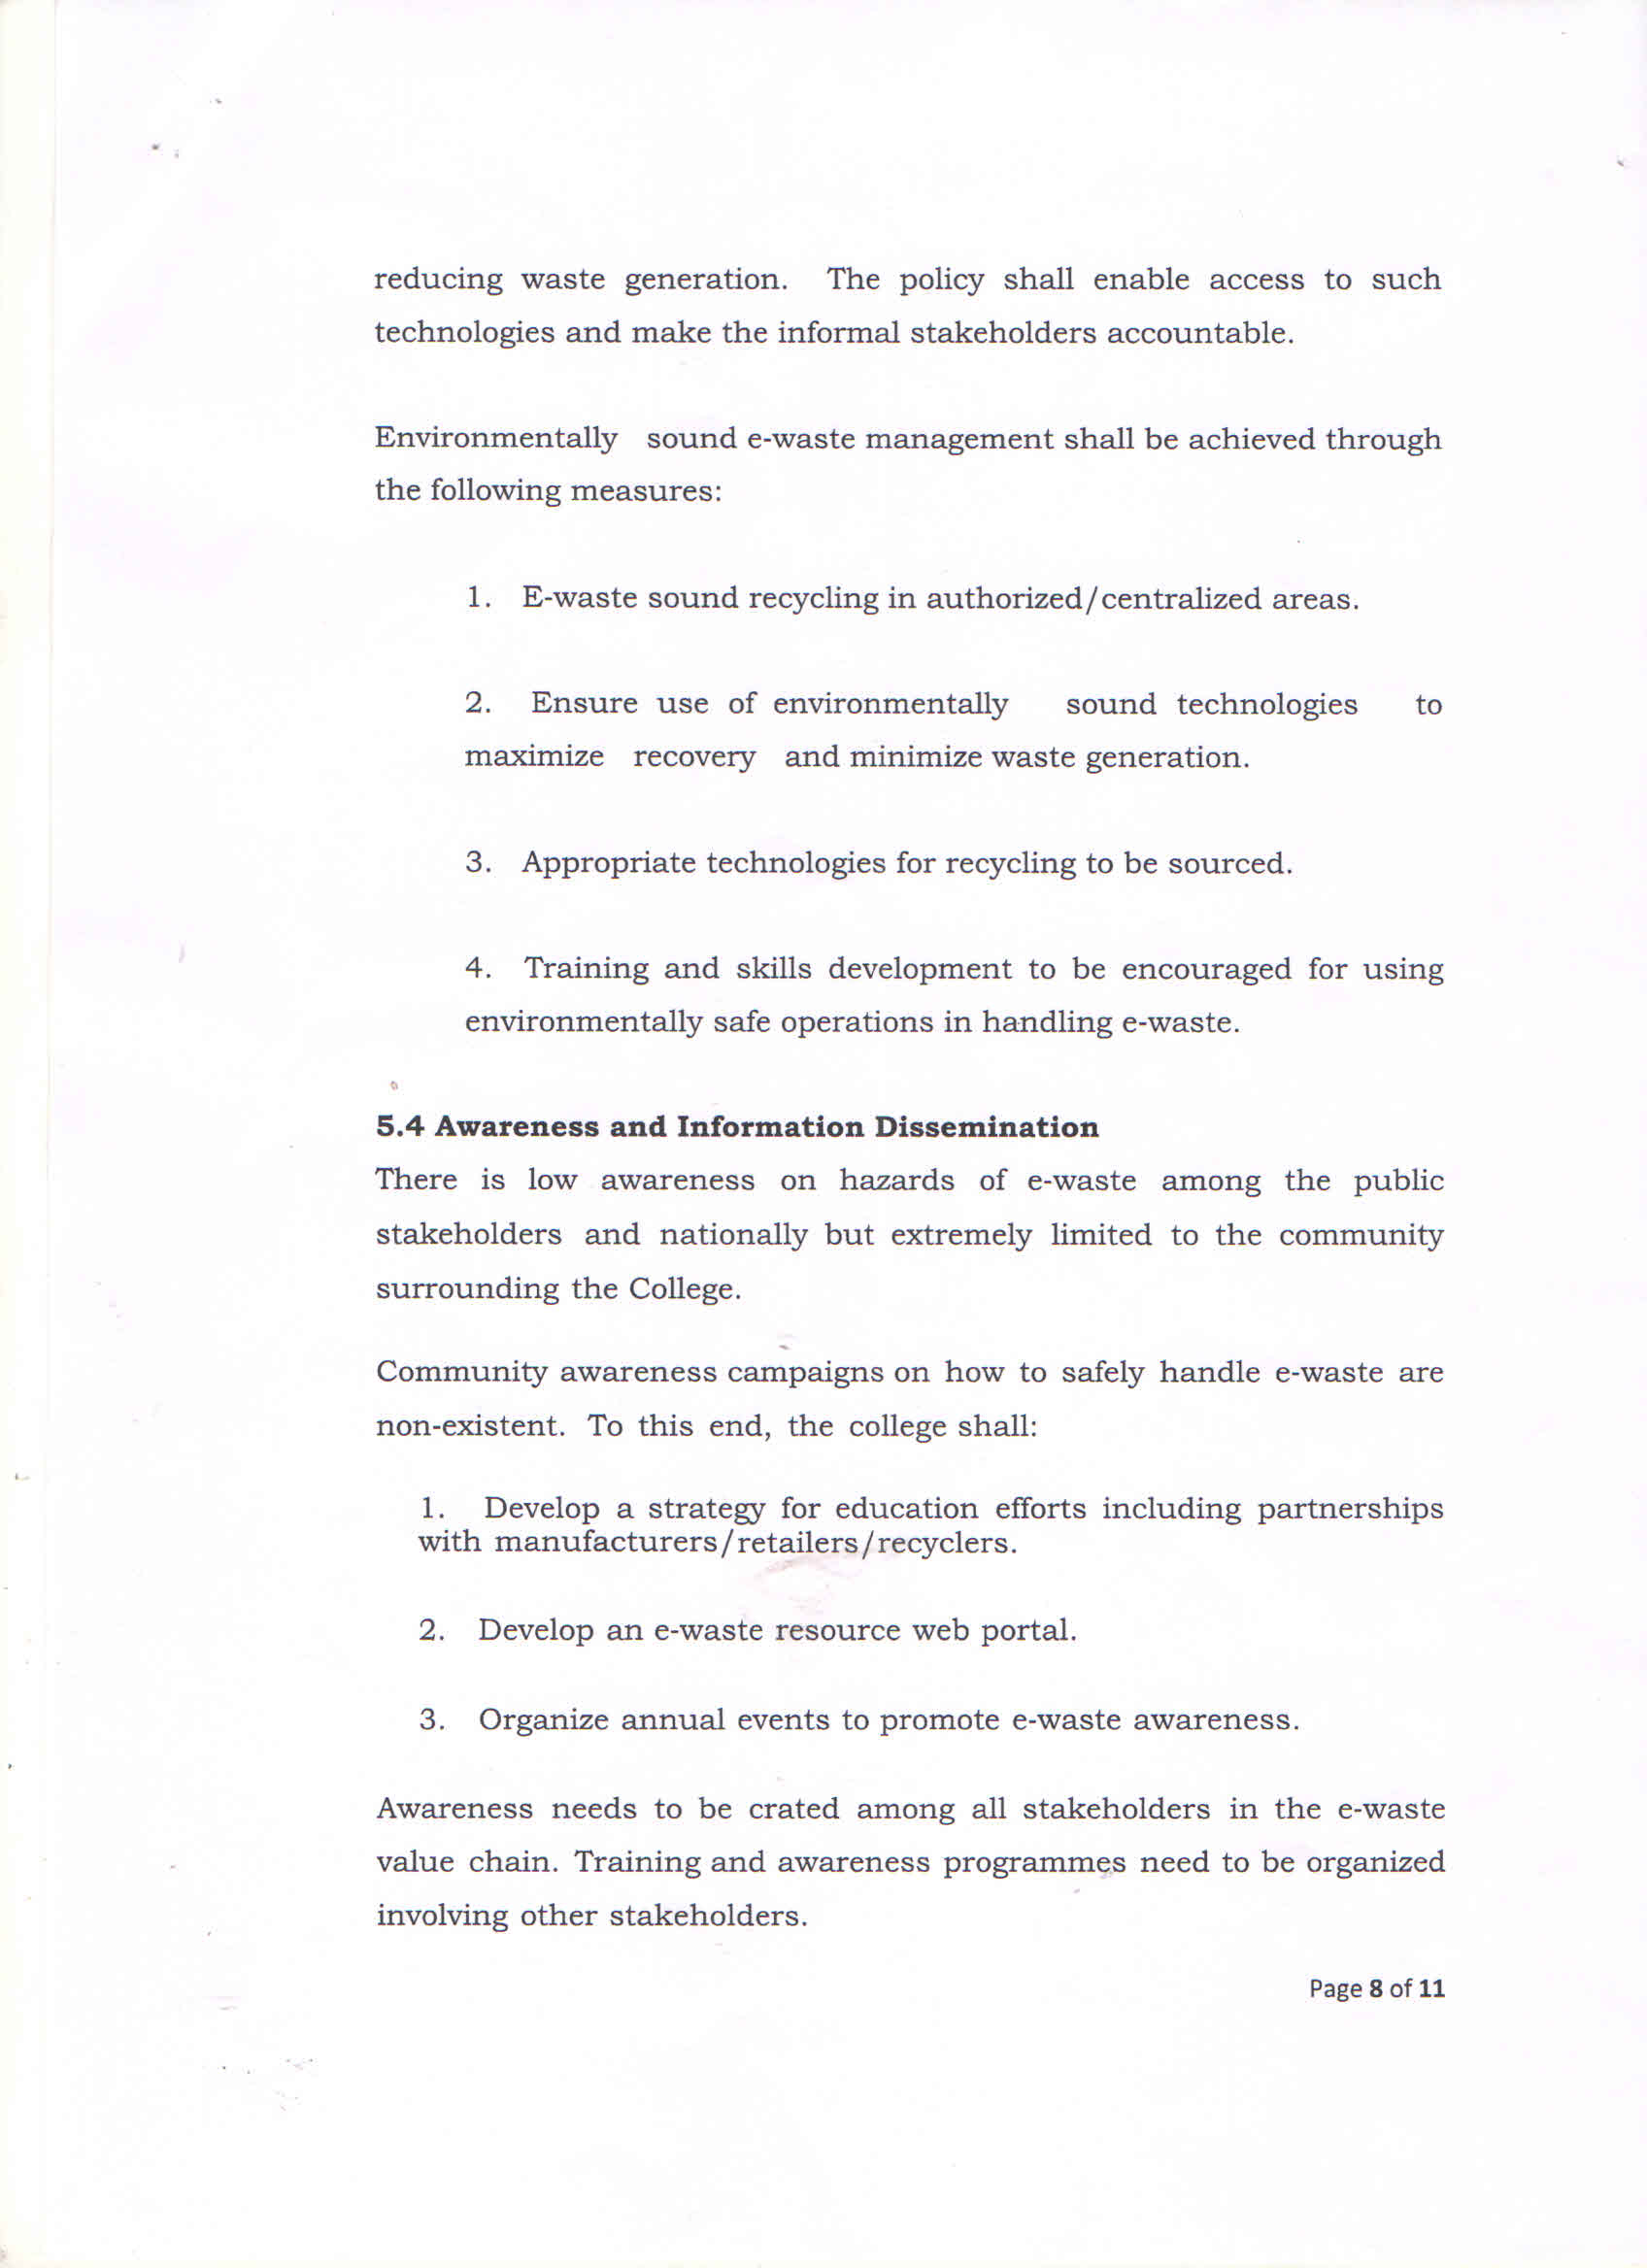 reducing waste generation. The policy shall enable access to such
technologies and make the informal stakeholders accountable.
Environmentally sound e-waste management shall be achieved through
the following measures:
1. E-waste sound recycling in authorized/centralized areas.
2. Ensure use of environmentally sound technologies to
maximize recovery and minimize waste generation.
3. Appropriate technologies for recycling to be sourced.
4. Training and skills development to be encouraged for using
environmentally safe operations in handling e-waste.
5.4 Awareness and Information Dissemination
There is low awareness on hazards of e-waste among the public
stakeholders and nationally but extremely limited to the community
surrounding the College.
Community awareness campaigns on how to safely handle e-waste are
non-existent. To this end, the college shall:
1. Develop a strategy for education efforts including partnerships
with manufacturers/retailers/recyclers.
2. Develop an e-waste resource web portal.
3. Organize annual events to promote e-waste awareness.
Awareness needs to be crated among all stakeholders in the e-waste
value chain. Training and awareness programmes need to be organized
involving other stakeholders.
Page 8 of 11